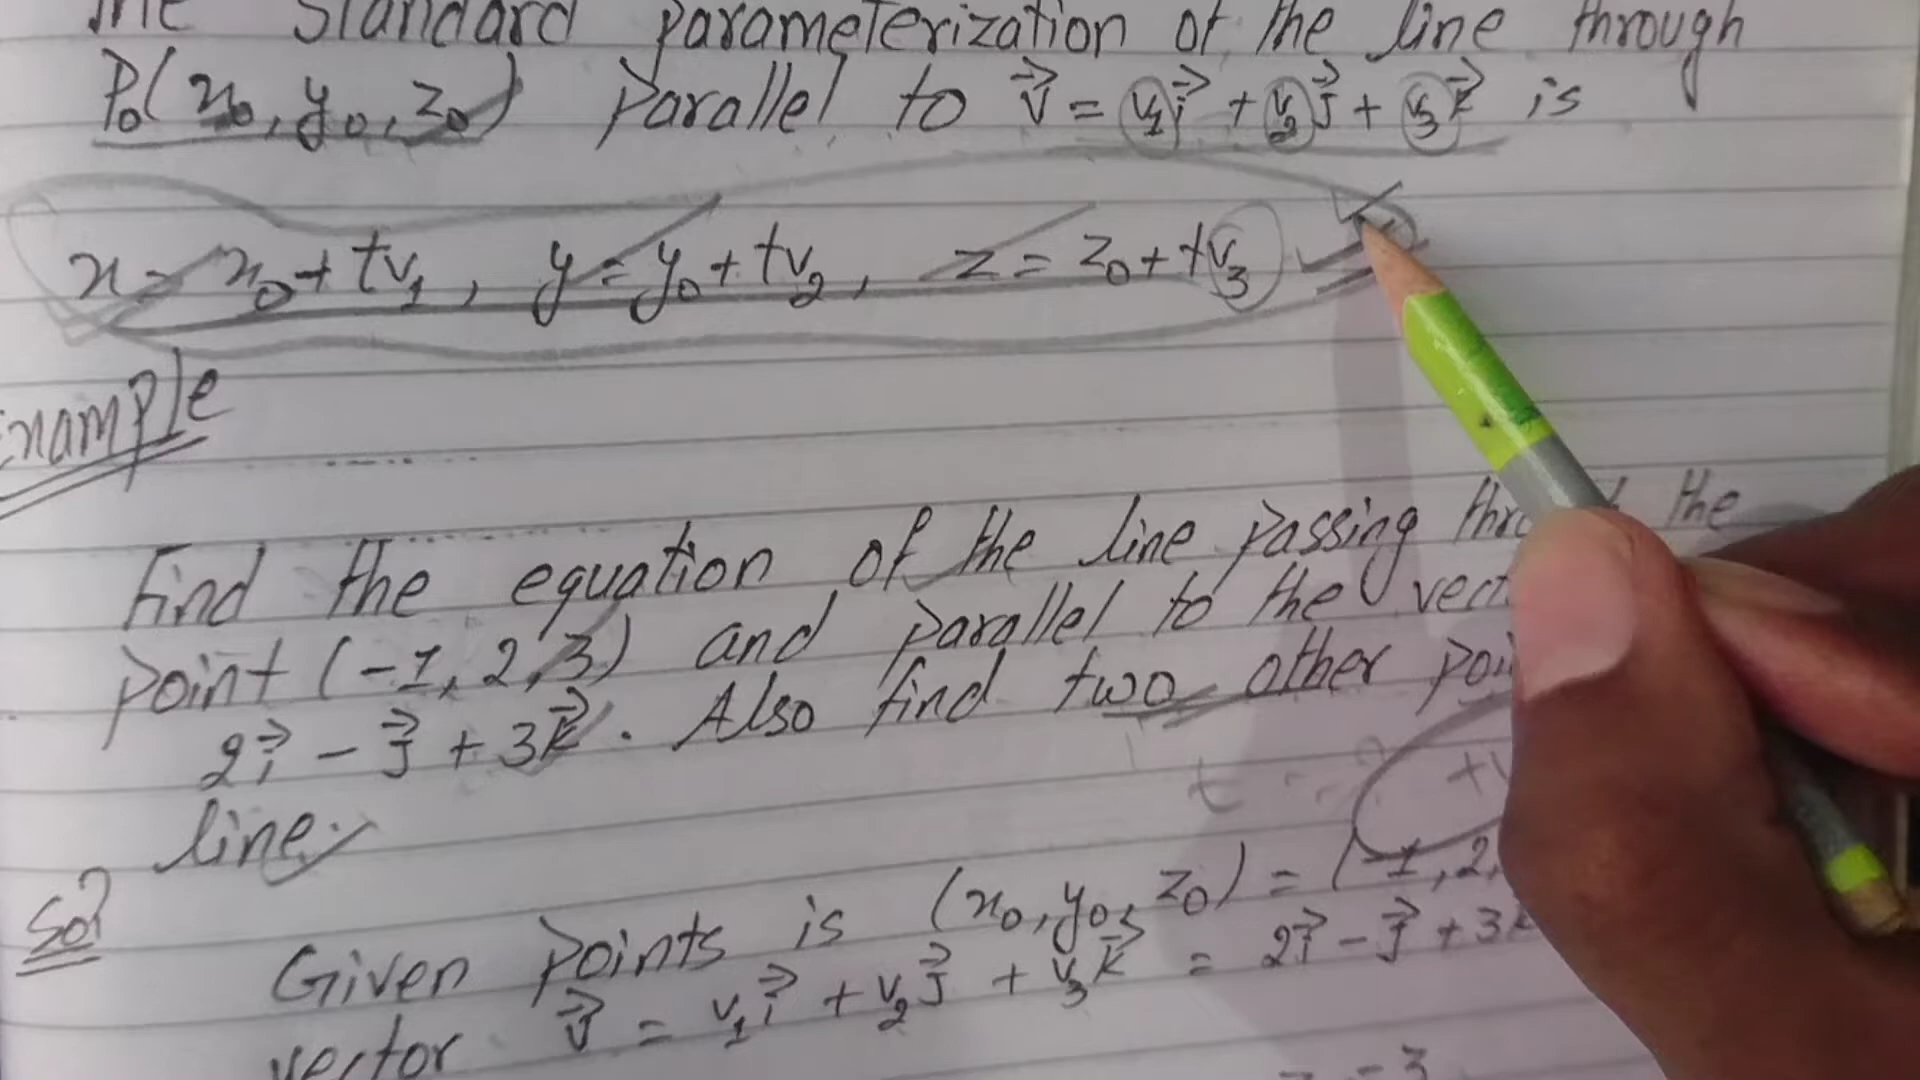 The standard parameterization of the line through
P₀(x₀, y₀, z₀) parallel to v⃗ = v₁i⃗ + v₂j⃗ + v₃k⃗ is
x = x₀ + tv₁, y = y₀ + tv₂, z = z₀ + tv₃
Example
Find the equation of the line passing the
point (-1, 2, 3) and parallel to the
2i⃗ - j⃗ + 3k⃗. Also find two other
line.
Sol
Given points is (x₀, y₀, z₀) = (-1, 2,
vector v⃗ = v₁i⃗ + v₂j⃗ + v₃k⃗ = 2i⃗ - j⃗ + 3k